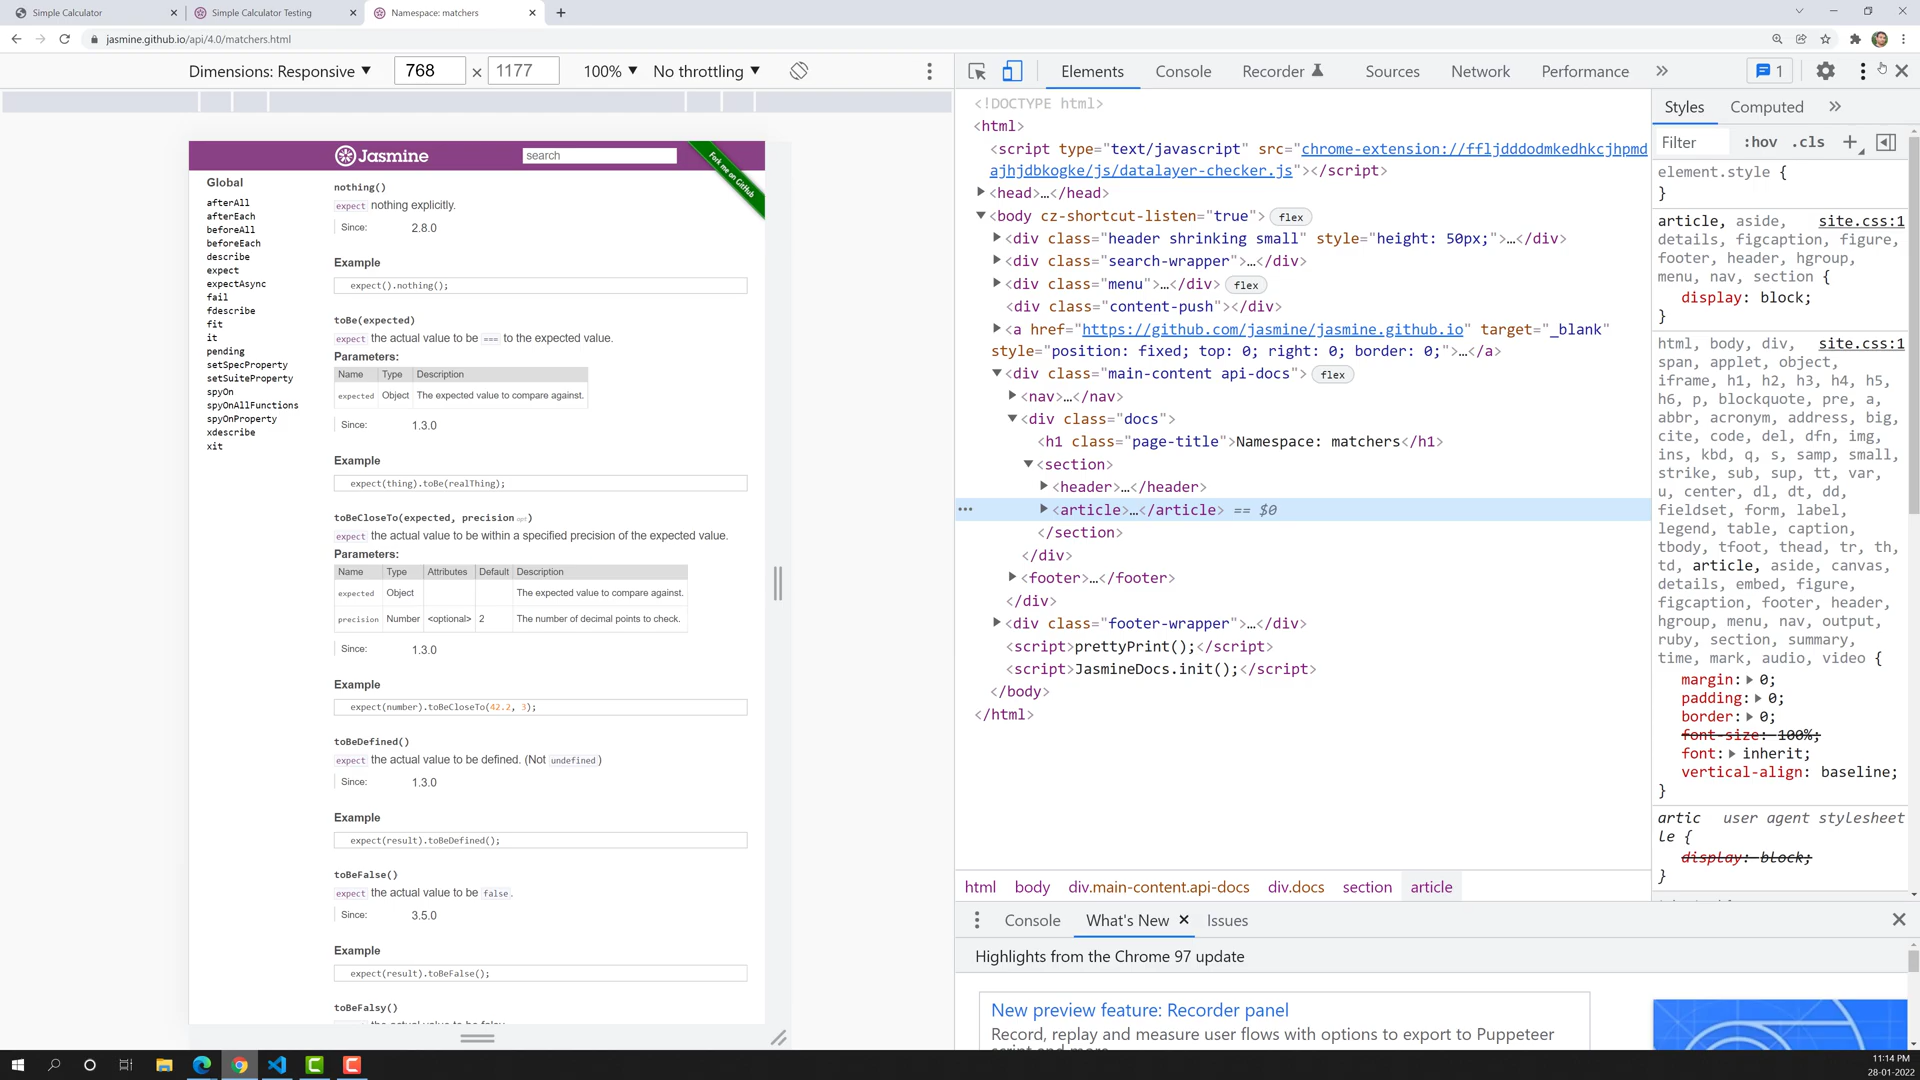 Simple Calculator
Simple Calculator Testing
Namespace: matchers
jasmine.github.io/api/4.0/matchers.html
Dimensions: Responsive
768 × 1177
100%
No throttling
Jasmine
search
Fork me on GitHub
Global
afterAll
afterEach
beforeAll
beforeEach
describe
expect
expectAsync
fail
fdescribe
fit
it
pending
setSpecProperty
setSuiteProperty
spyOn
spyOnAllFunctions
spyOnProperty
xdescribe
xit
nothing()
expect nothing explicitly.
Since: 2.8.0
Example
expect().nothing();
toBe(expected)
expect the actual value to be === to the expected value.
Parameters:
Name Type Description
expected Object The expected value to compare against.
Since: 1.3.0
Example
expect(thing).toBe(realThing);
toBeCloseTo(expected, precision opt)
expect the actual value to be within a specified precision of the expected value.
Parameters:
Name Type Attributes Default Description
expected Object The expected value to compare against.
precision Number <optional> 2 The number of decimal points to check.
Since: 1.3.0
Example
expect(number).toBeCloseTo(42.2, 3);
toBeDefined()
expect the actual value to be defined. (Not undefined)
Since: 1.3.0
Example
expect(result).toBeDefined();
toBeFalse()
expect the actual value to be false.
Since: 3.5.0
Example
expect(result).toBeFalse();
toBeFalsy()
Elements Console Recorder Sources Network Performance » 1
<!DOCTYPE html>
<html>
<script type="text/javascript" src="chrome-extension://ffljdddodmkedhkcjhpmd
ajhjdbkogke/js/datalayer-checker.js"></script>
<head>…</head>
<body cz-shortcut-listen="true"> flex
<div class="header shrinking small" style="height: 50px;">…</div>
<div class="search-wrapper">…</div>
<div class="menu">…</div> flex
<div class="content-push"></div>
<a href="https://github.com/jasmine/jasmine.github.io" target="_blank"
style="position: fixed; top: 0; right: 0; border: 0;">…</a>
<div class="main-content api-docs"> flex
<nav>…</nav>
<div class="docs">
<h1 class="page-title">Namespace: matchers</h1>
<section>
<header>…</header>
<article>…</article> == $0
</section>
</div>
<footer>…</footer>
</div>
<div class="footer-wrapper">…</div>
<script>prettyPrint();</script>
<script>JasmineDocs.init();</script>
</body>
</html>
html body div.main-content.api-docs div.docs section article
Styles Computed »
Filter :hov .cls +
element.style {
}
article, aside, site.css:1
details, figcaption, figure,
footer, header, hgroup,
menu, nav, section {
display: block;
}
html, body, div, site.css:1
span, applet, object,
iframe, h1, h2, h3, h4, h5,
h6, p, blockquote, pre, a,
abbr, acronym, address, big,
cite, code, del, dfn, img,
ins, kbd, q, s, samp, small,
strike, sub, sup, tt, var,
u, center, dl, dt, dd,
fieldset, form, label,
legend, table, caption,
tbody, tfoot, thead, tr, th,
td, article, aside, canvas,
details, embed, figure,
figcaption, footer, header,
hgroup, menu, nav, output,
ruby, section, summary,
time, mark, audio, video {
margin: 0;
padding: 0;
border: 0;
font-size: 100%;
font: inherit;
vertical-align: baseline;
}
artic user agent stylesheet
le {
display: block;
}
Console What's New Issues
Highlights from the Chrome 97 update
New preview feature: Recorder panel
Record, replay and measure user flows with options to export to Puppeteer
11:14 PM
28-01-2022